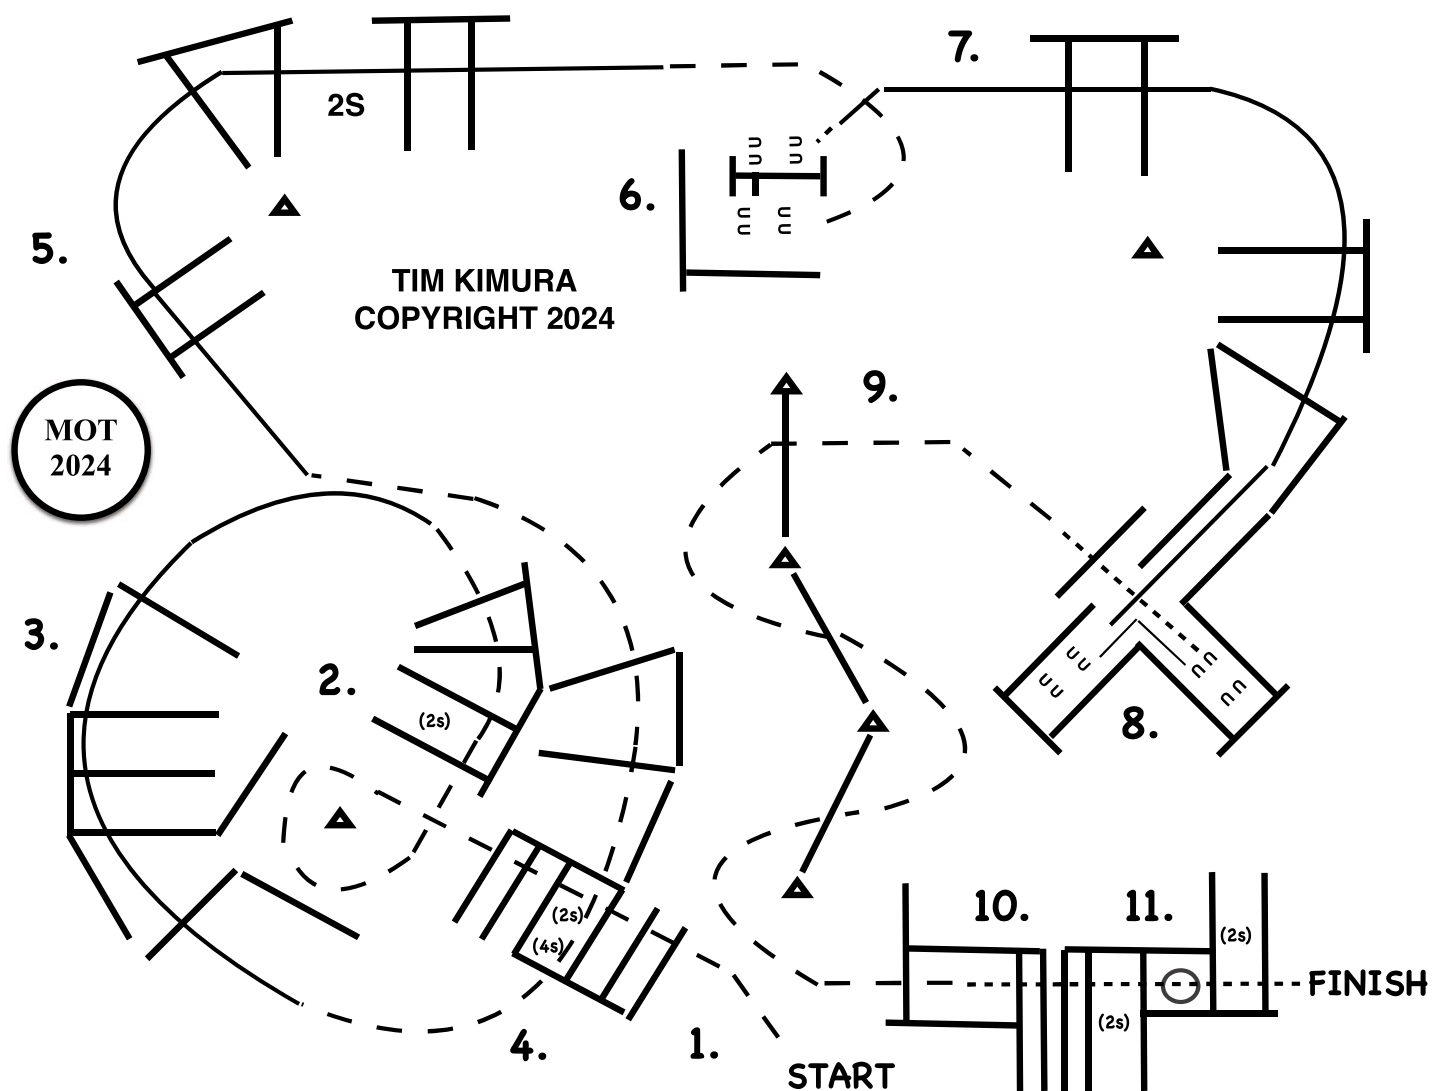 7.
2S
6.
5.
TIM KIMURA
COPYRIGHT 2024
9.
MOT
2024
3.
2.
(2s)
8.
10.
11.
(2s)
(2s)
(4s)
FINISH
(2s)
4.
1.
START